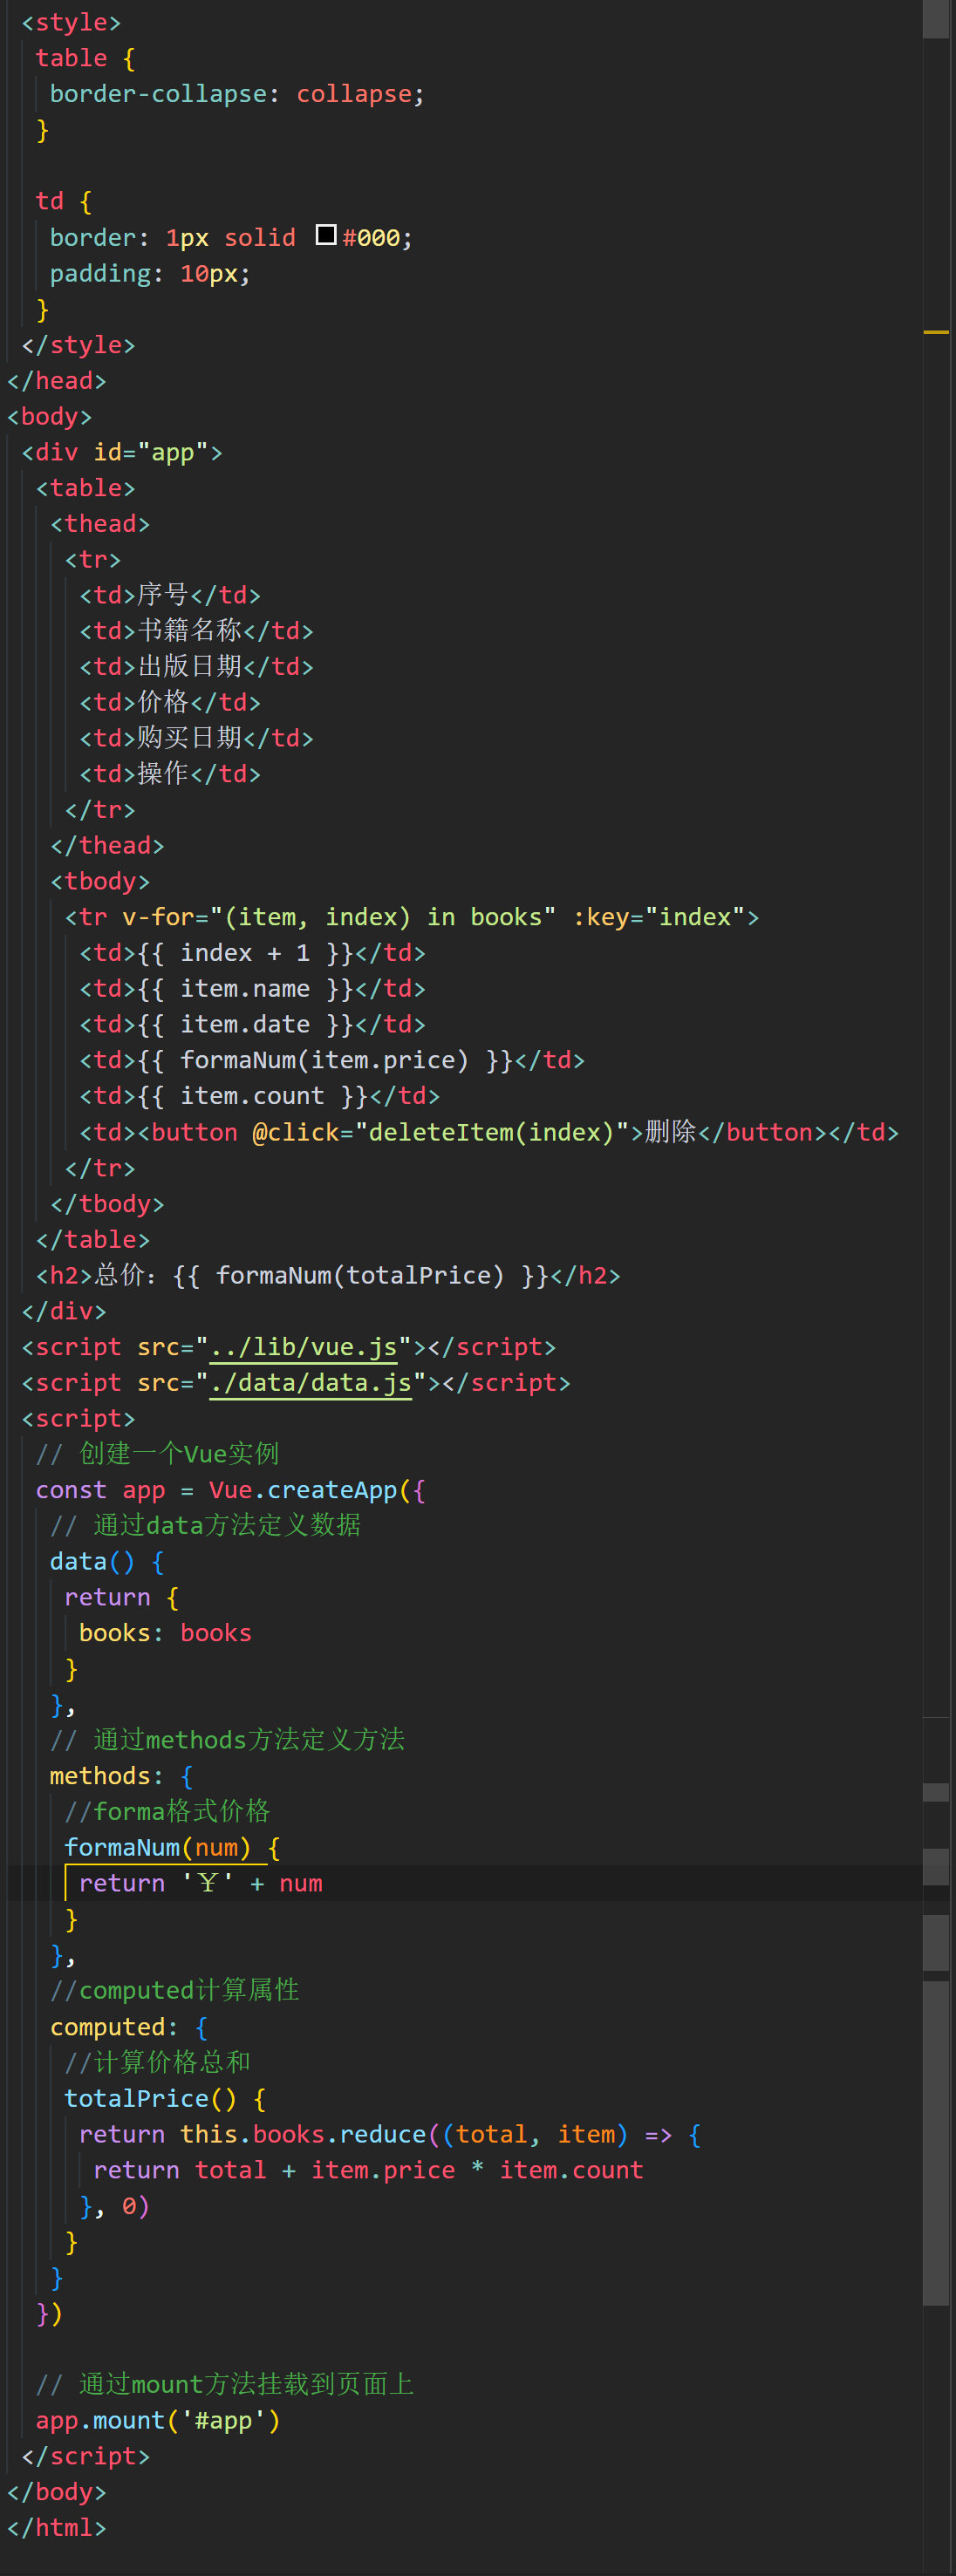 <style>
table {
border-collapse: collapse;
}
td {
border: 1px solid #000;
padding: 10px;
}
</style>
</head>
<body>
<div id="app">
<table>
<thead>
<tr>
<td>序号</td>
<td>书籍名称</td>
<td>出版日期</td>
<td>价格</td>
<td>购买日期</td>
<td>操作</td>
</tr>
</thead>
<tbody>
<tr v-for="(item, index) in books" :key="index">
<td>{{ index + 1 }}</td>
<td>{{ item.name }}</td>
<td>{{ item.date }}</td>
<td>{{ formaNum(item.price) }}</td>
<td>{{ item.count }}</td>
<td><button @click="deleteItem(index)">删除</button></td>
</tr>
</tbody>
</table>
<h2>总价：{{ formaNum(totalPrice) }}</h2>
</div>
<script src="../lib/vue.js"></script>
<script src="./data/data.js"></script>
<script>
// 创建一个Vue实例
const app = Vue.createApp({
// 通过data方法定义数据
data() {
return {
books: books
}
},
// 通过methods方法定义方法
methods: {
//forma格式价格
formaNum(num) {
return '￥' + num
}
},
//computed计算属性
computed: {
//计算价格总和
totalPrice() {
return this.books.reduce((total, item) => {
return total + item.price * item.count
}, 0)
}
}
})
// 通过mount方法挂载到页面上
app.mount('#app')
</script>
</body>
</html>